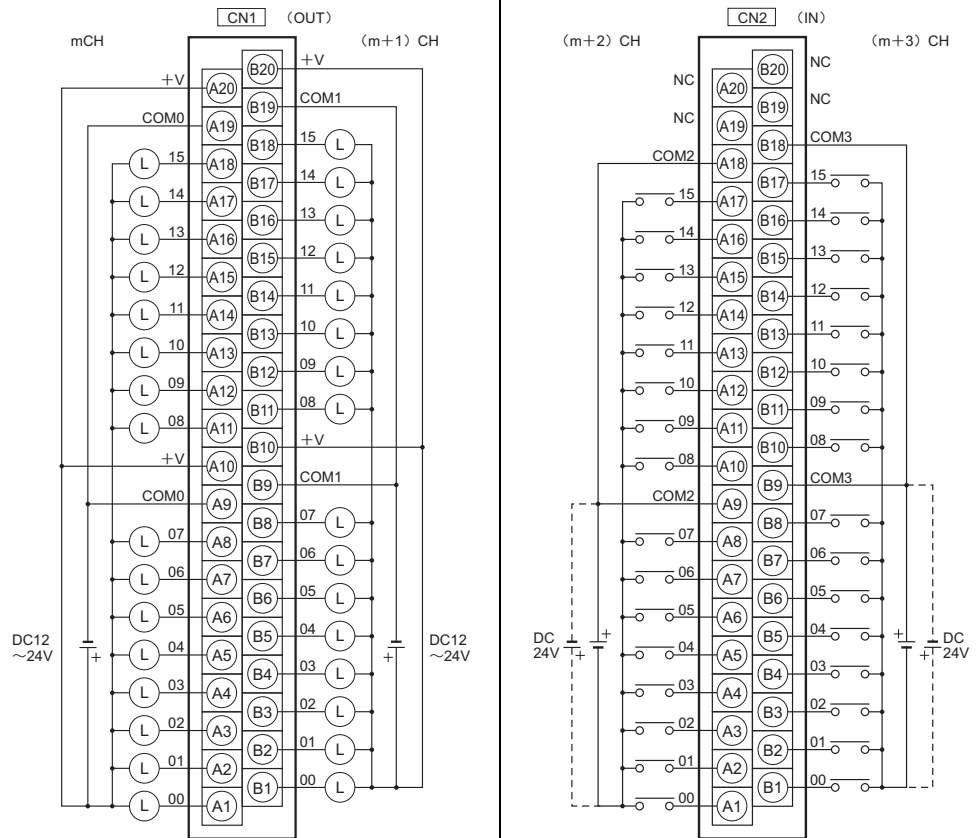 CN1 （OUT）
mCH （m＋1）CH
＋V A20 B20 ＋V
COM0 A19 B19 COM1
L 15 A18 B18 15 L
L 14 A17 B17 14 L
L 13 A16 B16 13 L
L 12 A15 B15 12 L
L 11 A14 B14 11 L
L 10 A13 B13 10 L
L 09 A12 B12 09 L
L 08 A11 B11 08 L
＋V A10 B10 ＋V
COM0 A9 B9 COM1
L 07 A8 B8 07 L
L 06 A7 B7 06 L
L 05 A6 B6 05 L
L 04 A5 B5 04 L
L 03 A4 B4 03 L
L 02 A3 B3 02 L
L 01 A2 B2 01 L
L 00 A1 B1 00 L
DC12
～24V
+
DC12
～24V
+
CN2 （IN）
（m＋2）CH （m＋3）CH
NC A20 B20 NC
NC A19 B19 NC
COM2 A18 B18 COM3
15 A17 B17 15
14 A16 B16 14
13 A15 B15 13
12 A14 B14 12
11 A13 B13 11
10 A12 B12 10
09 A11 B11 09
08 A10 B10 08
COM2 A9 B9 COM3
07 A8 B8 07
06 A7 B7 06
05 A6 B6 05
04 A5 B5 04
03 A4 B4 03
02 A3 B3 02
01 A2 B2 01
00 A1 B1 00
DC
24V
+ +
DC
24V
+ +